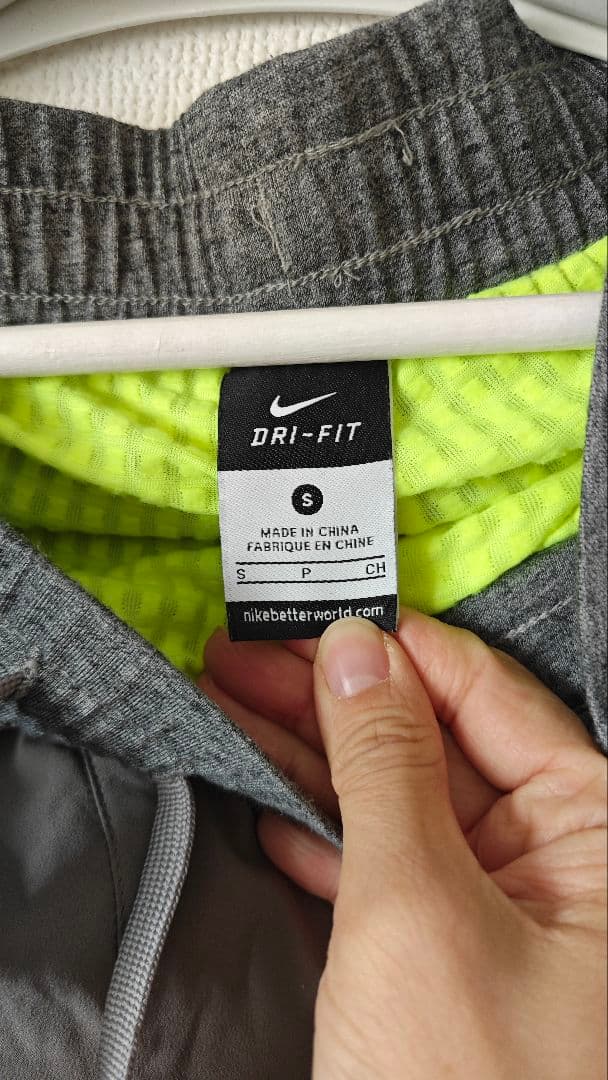 DRI-FIT
S
MADE IN CHINA
FABRIQUE EN CHINE
S P CH
nikebetterworld.com